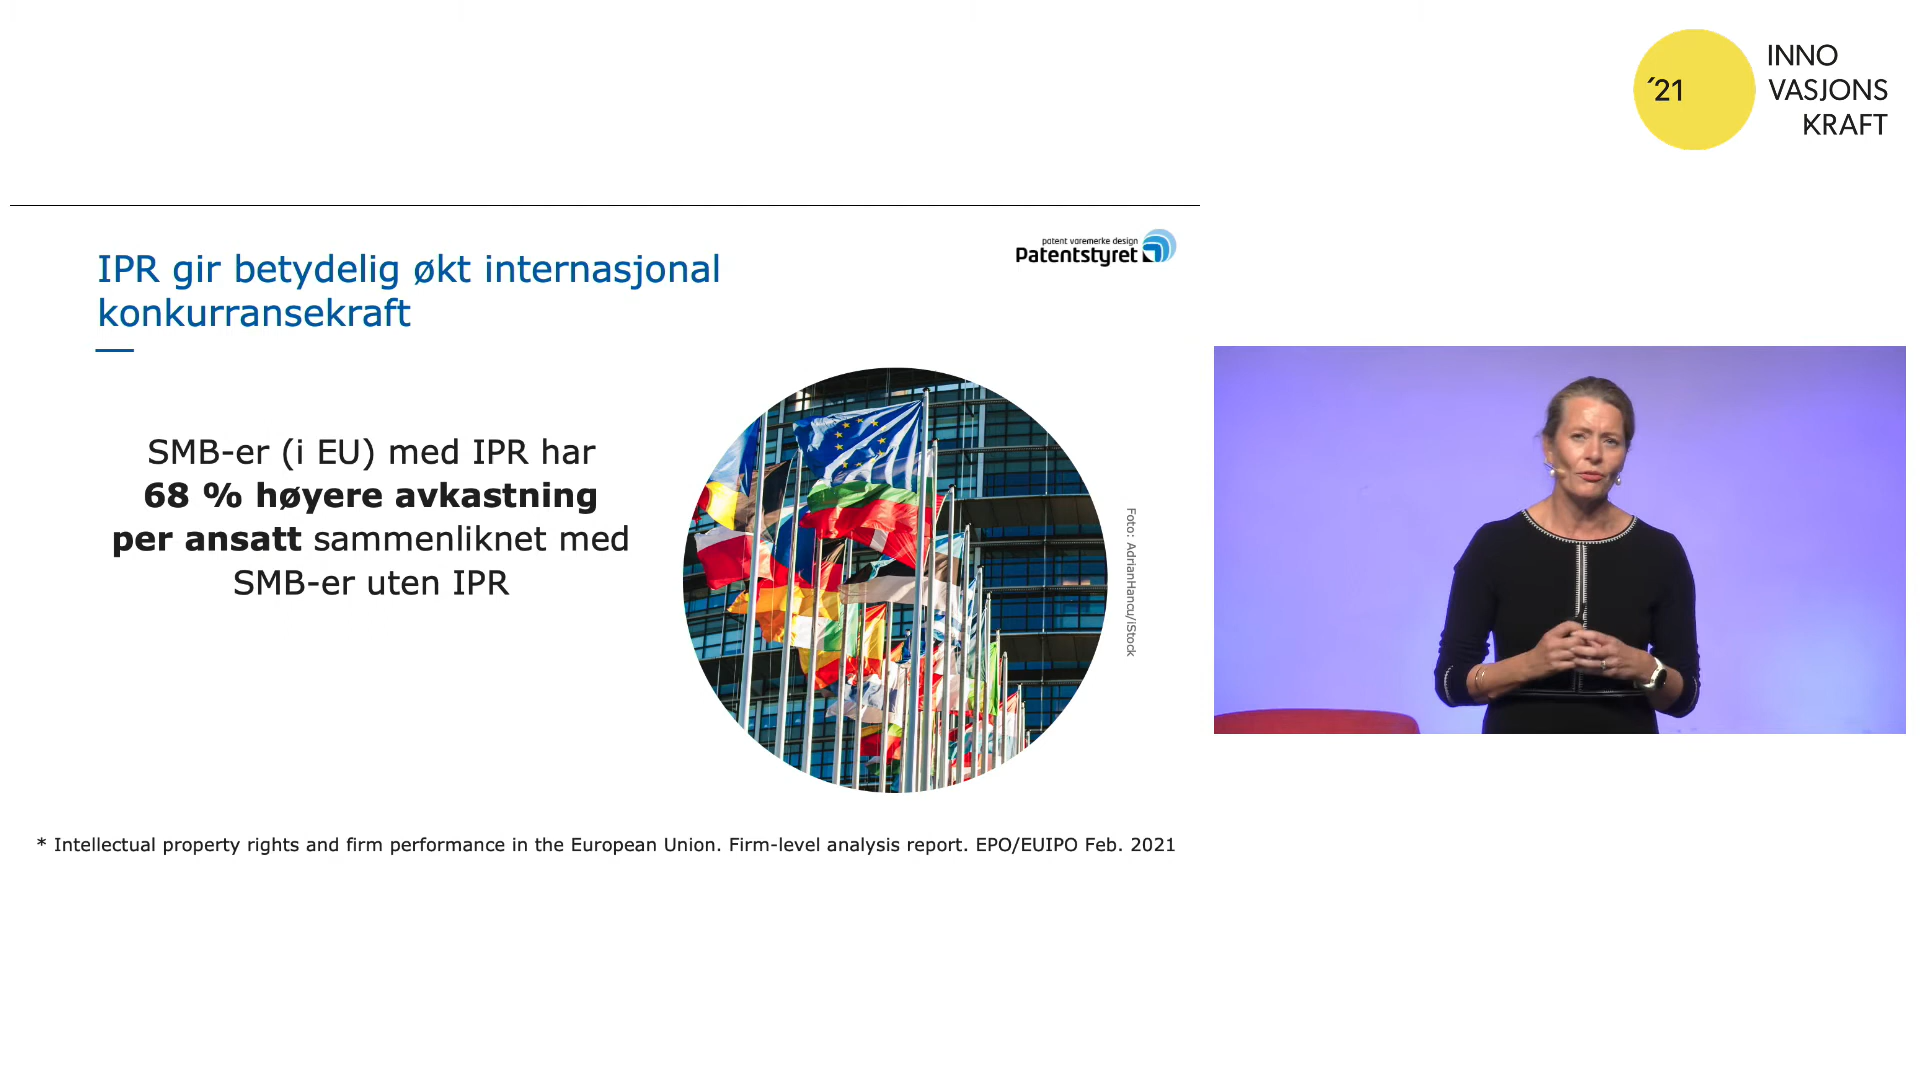 ´21
INNO
VASJONS
KRAFT
patent varemerke design
Patentstyret
IPR gir betydelig økt internasjonal
konkurransekraft
SMB-er (i EU) med IPR har
68 % høyere avkastning
per ansatt sammenliknet med
SMB-er uten IPR
Foto: AdrianHancu/iStock
* Intellectual property rights and firm performance in the European Union. Firm-level analysis report. EPO/EUIPO Feb. 2021